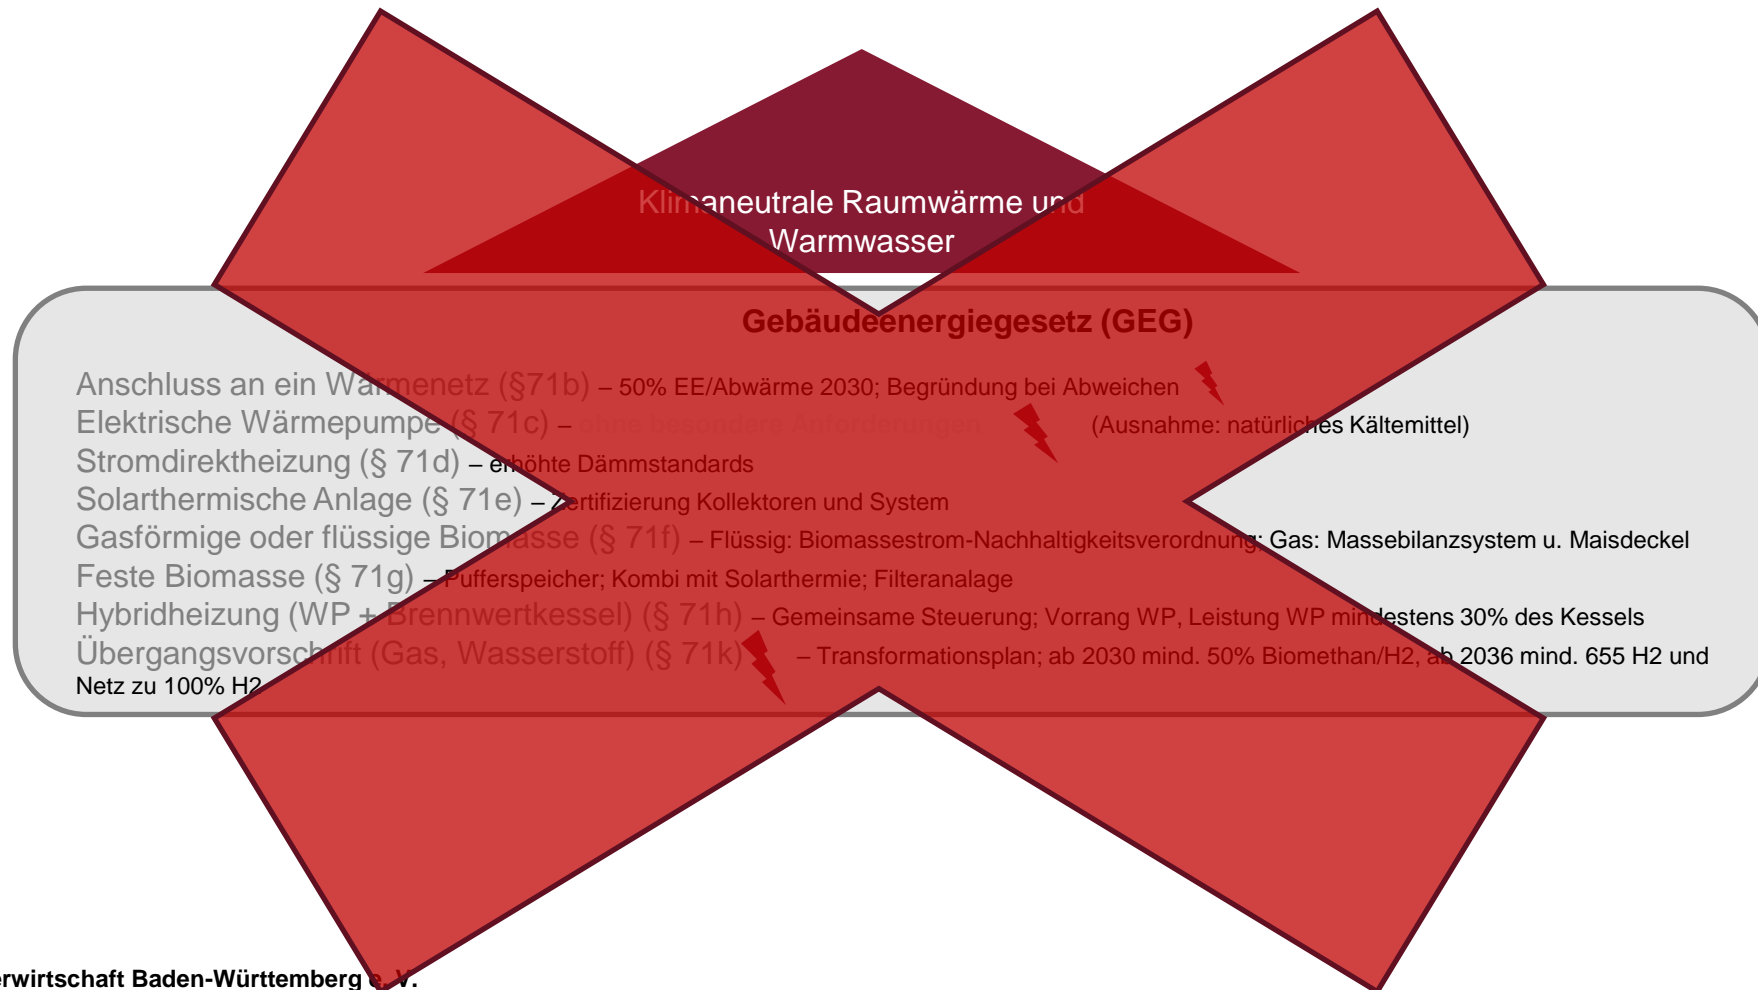 Klimaneutrale Raumwärme und
Warmwasser
Gebäudeenergiegesetz (GEG)
Anschluss an ein Wärmenetz (§71b) – 50% EE/Abwärme 2030; Begründung bei Abweichen
Elektrische Wärmepumpe (§ 71c) – ohne besondere Anforderungen (Ausnahme: natürliches Kältemittel)
Stromdirektheizung (§ 71d) – erhöhte Dämmstandards
Solarthermische Anlage (§ 71e) – Zertifizierung Kollektoren und System
Gasförmige oder flüssige Biomasse (§ 71f) – Flüssig: Biomassestrom-Nachhaltigkeitsverordnung; Gas: Massebilanzsystem u. Maisdeckel
Feste Biomasse (§ 71g) – Pufferspeicher; Kombi mit Solarthermie; Filteranalage
Hybridheizung (WP + Brennwertkessel) (§ 71h) – Gemeinsame Steuerung; Vorrang WP, Leistung WP mindestens 30% des Kessels
Übergangsvorschrift (Gas, Wasserstoff) (§ 71k) – Transformationsplan; ab 2030 mind. 50% Biomethan/H2, ab 2036 mind. 655 H2 und
Netz zu 100% H2
erwirtschaft Baden-Württemberg e. V.